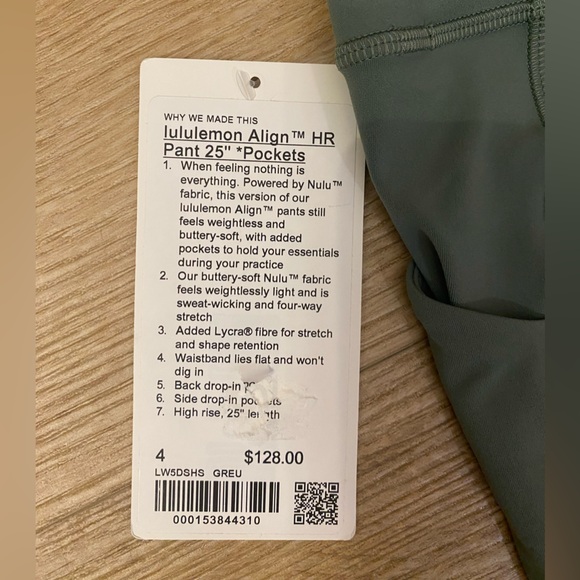 WHY WE MADE THIS
lululemon Align™ HR
Pant 25" *Pockets
1. When feeling nothing is
everything. Powered by Nulu™
fabric, this version of our
lululemon Align™ pants still
feels weightless and
buttery-soft, with added
pockets to hold your essentials
during your practice
2. Our buttery-soft Nulu™ fabric
feels weightlessly light and is
sweat-wicking and four-way
stretch
3. Added Lycra® fibre for stretch
and shape retention
4. Waistband lies flat and won't
dig in
5. Back drop-in
6. Side drop-in pockets
7. High rise, 25" length
4 $128.00
LW5DSHS GREU
000153844310